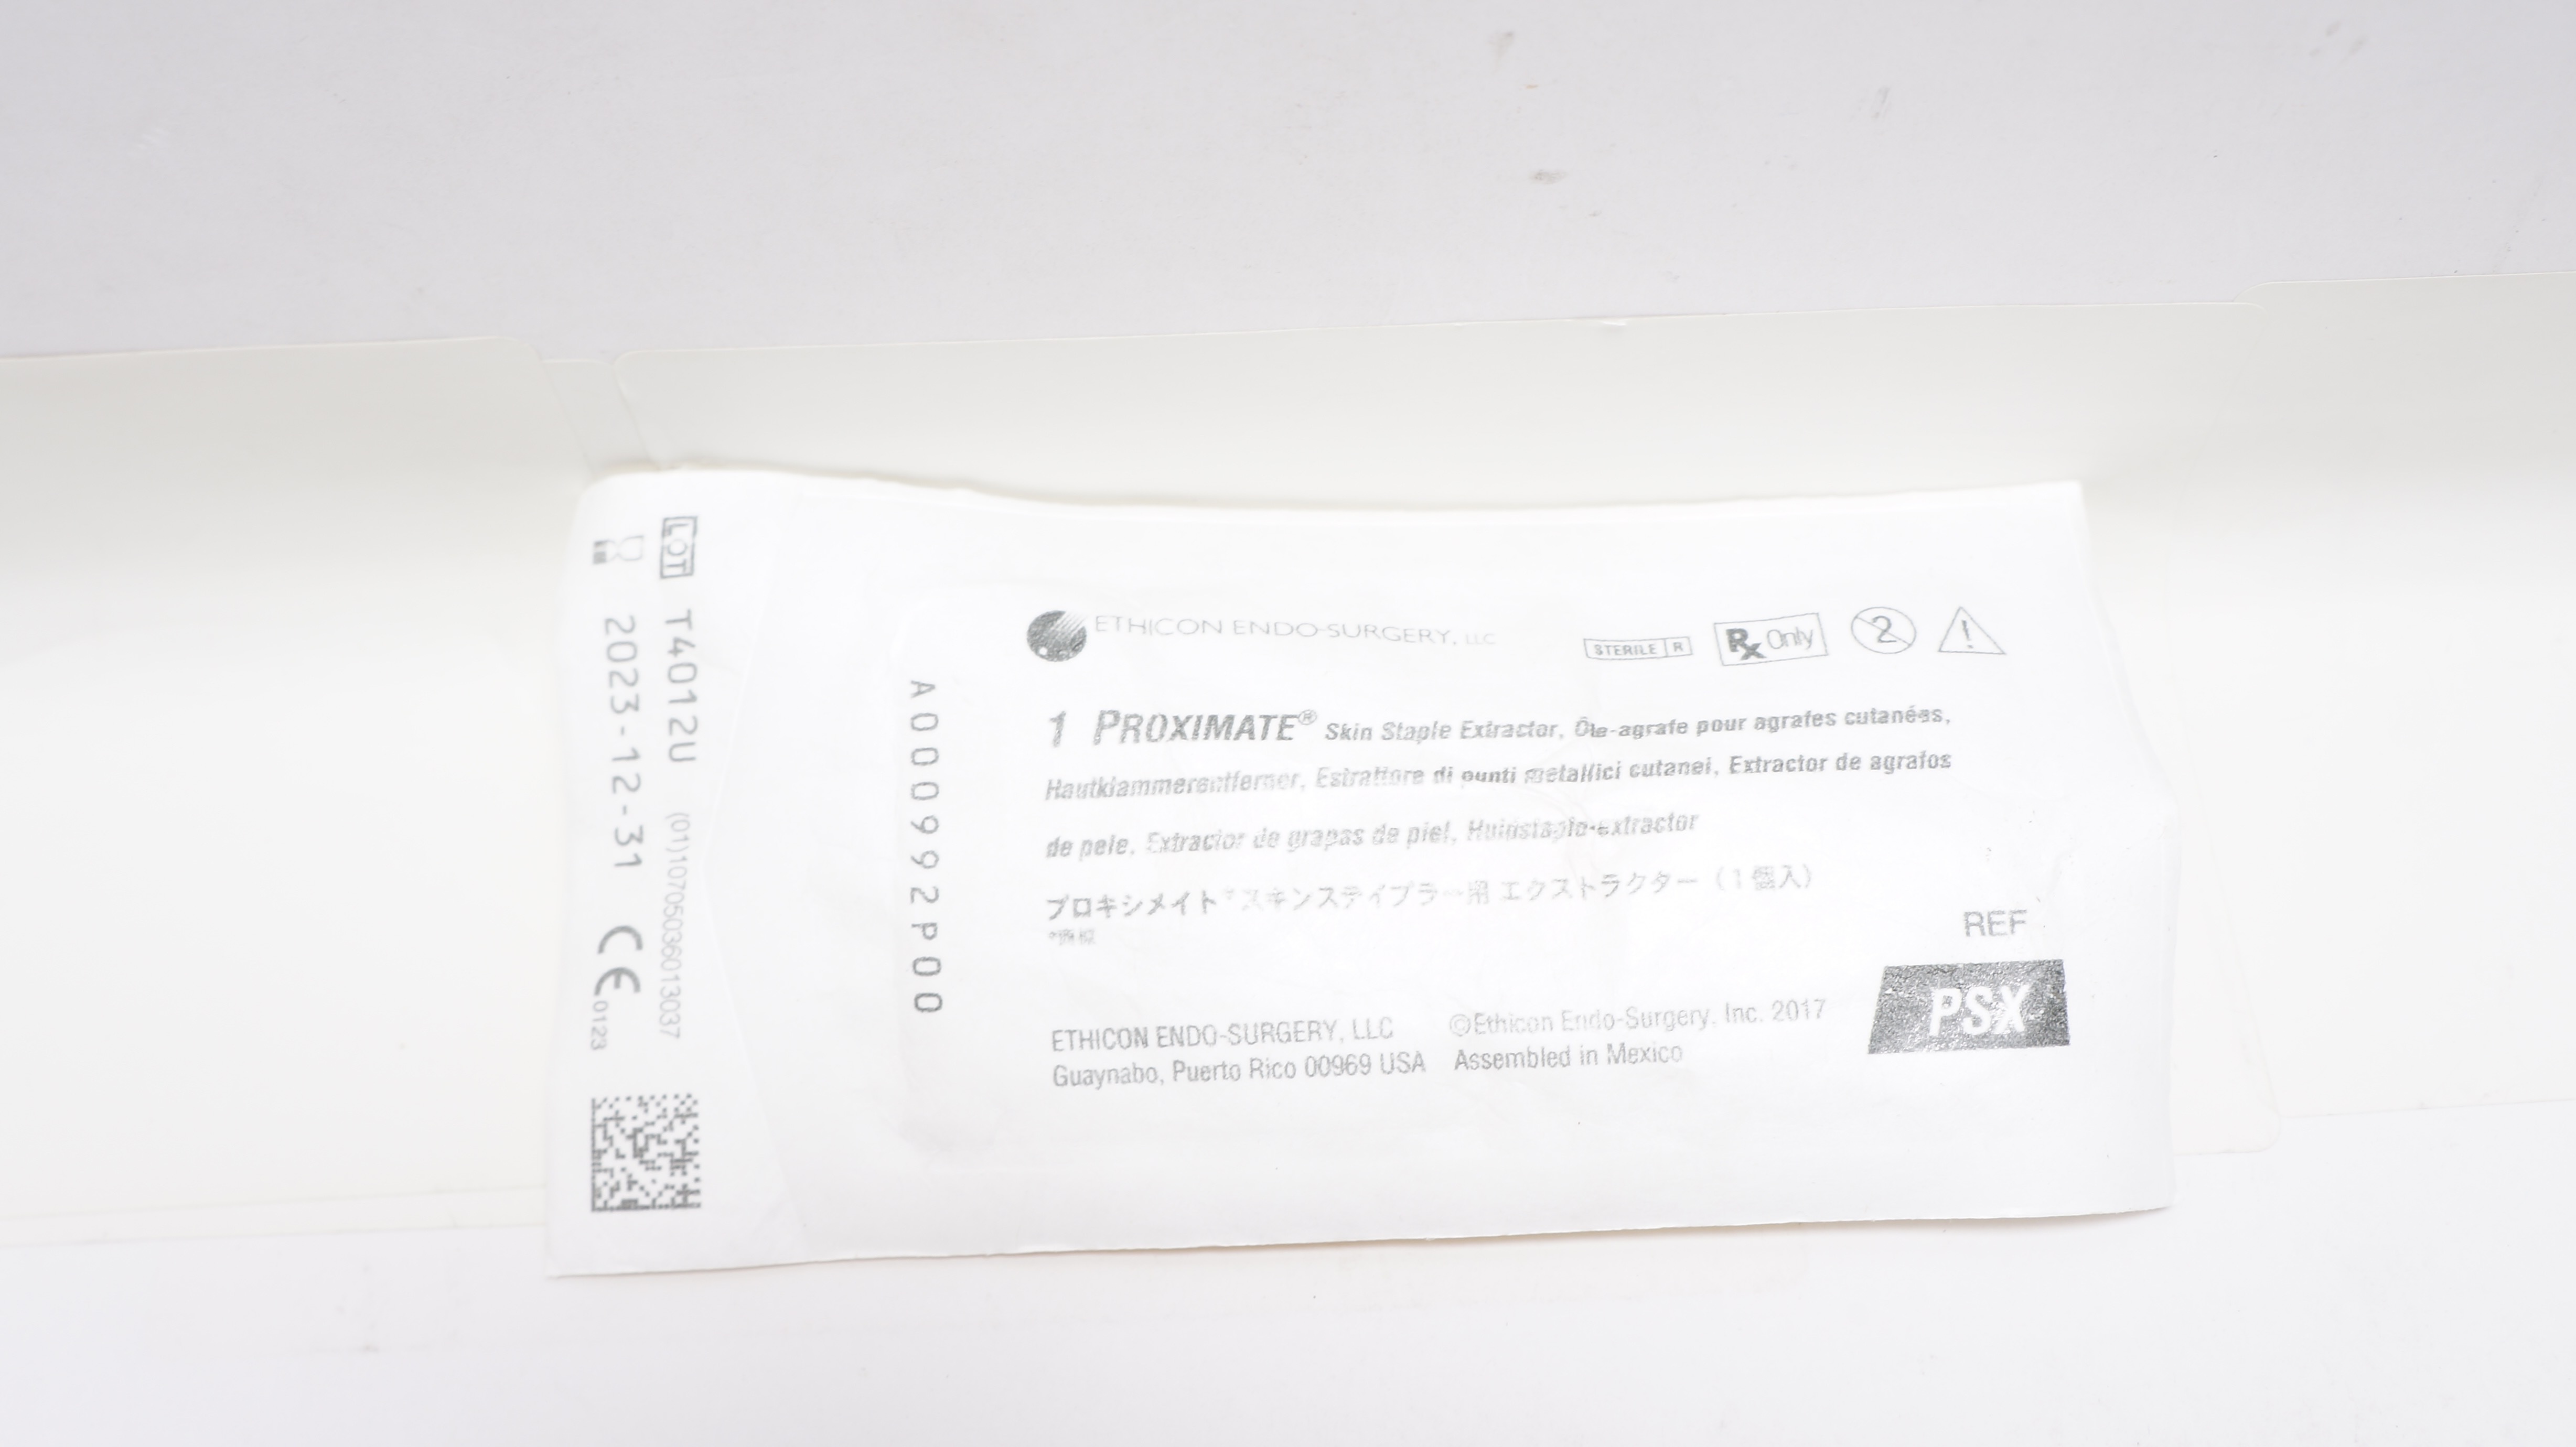 LOT T4012U (01)10705036013037
2023-12-31 CE 0123
A000992P00
ETHICON ENDO-SURGERY, LLC
STERILE R Rx Only 2 !
1 PROXIMATE® Skin Staple Extractor, Ôte-agrafe pour agrafes cutanées,
Hautklammerentferner, Estrattore di punti metallici cutanei, Extractor de agrafos
de pele, Extractor de grapas de piel, Huidstaple-extractor
プロキシメイト*スキンステイプラー用 エクストラクター（1個入）
REF
PSX
ETHICON ENDO-SURGERY, LLC ©Ethicon Endo-Surgery, Inc. 2017
Guaynabo, Puerto Rico 00969 USA Assembled in Mexico